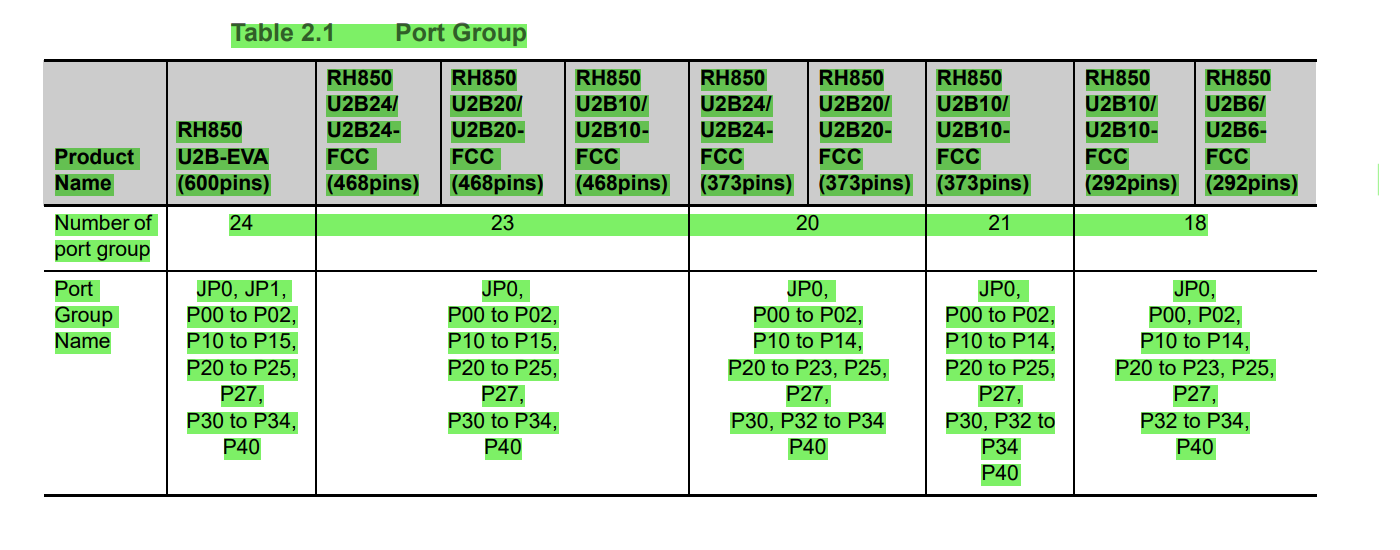 Table 2.1 Port Group
Product
Name
RH850
U2B-EVA
(600pins)
RH850
U2B24/
U2B24-
FCC
(468pins)
RH850
U2B20/
U2B20-
FCC
(468pins)
RH850
U2B10/
U2B10-
FCC
(468pins)
RH850
U2B24/
U2B24-
FCC
(373pins)
RH850
U2B20/
U2B20-
FCC
(373pins)
RH850
U2B10/
U2B10-
FCC
(373pins)
RH850
U2B10/
U2B10-
FCC
(292pins)
RH850
U2B6/
U2B6-
FCC
(292pins)
Number of
port group
24
23
20
21
18
Port
Group
Name
JP0, JP1,
P00 to P02,
P10 to P15,
P20 to P25,
P27,
P30 to P34,
P40
JP0,
P00 to P02,
P10 to P15,
P20 to P25,
P27,
P30 to P34,
P40
JP0,
P00 to P02,
P10 to P14,
P20 to P23, P25,
P27,
P30, P32 to P34
P40
JP0,
P00 to P02,
P10 to P14,
P20 to P25,
P27,
P30, P32 to
P34
P40
JP0,
P00, P02,
P10 to P14,
P20 to P23, P25,
P27,
P32 to P34,
P40